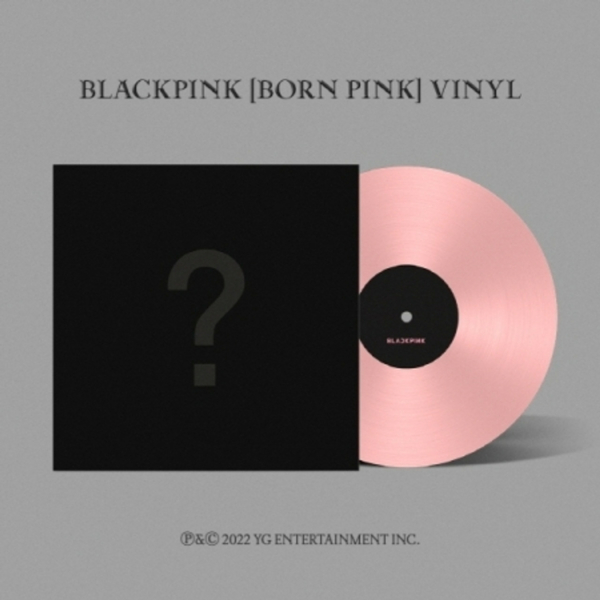 BLACKPINK [BORN PINK] VINYL
?
BLACKPINK
Ⓟ&Ⓒ 2022 YG ENTERTAINMENT INC.